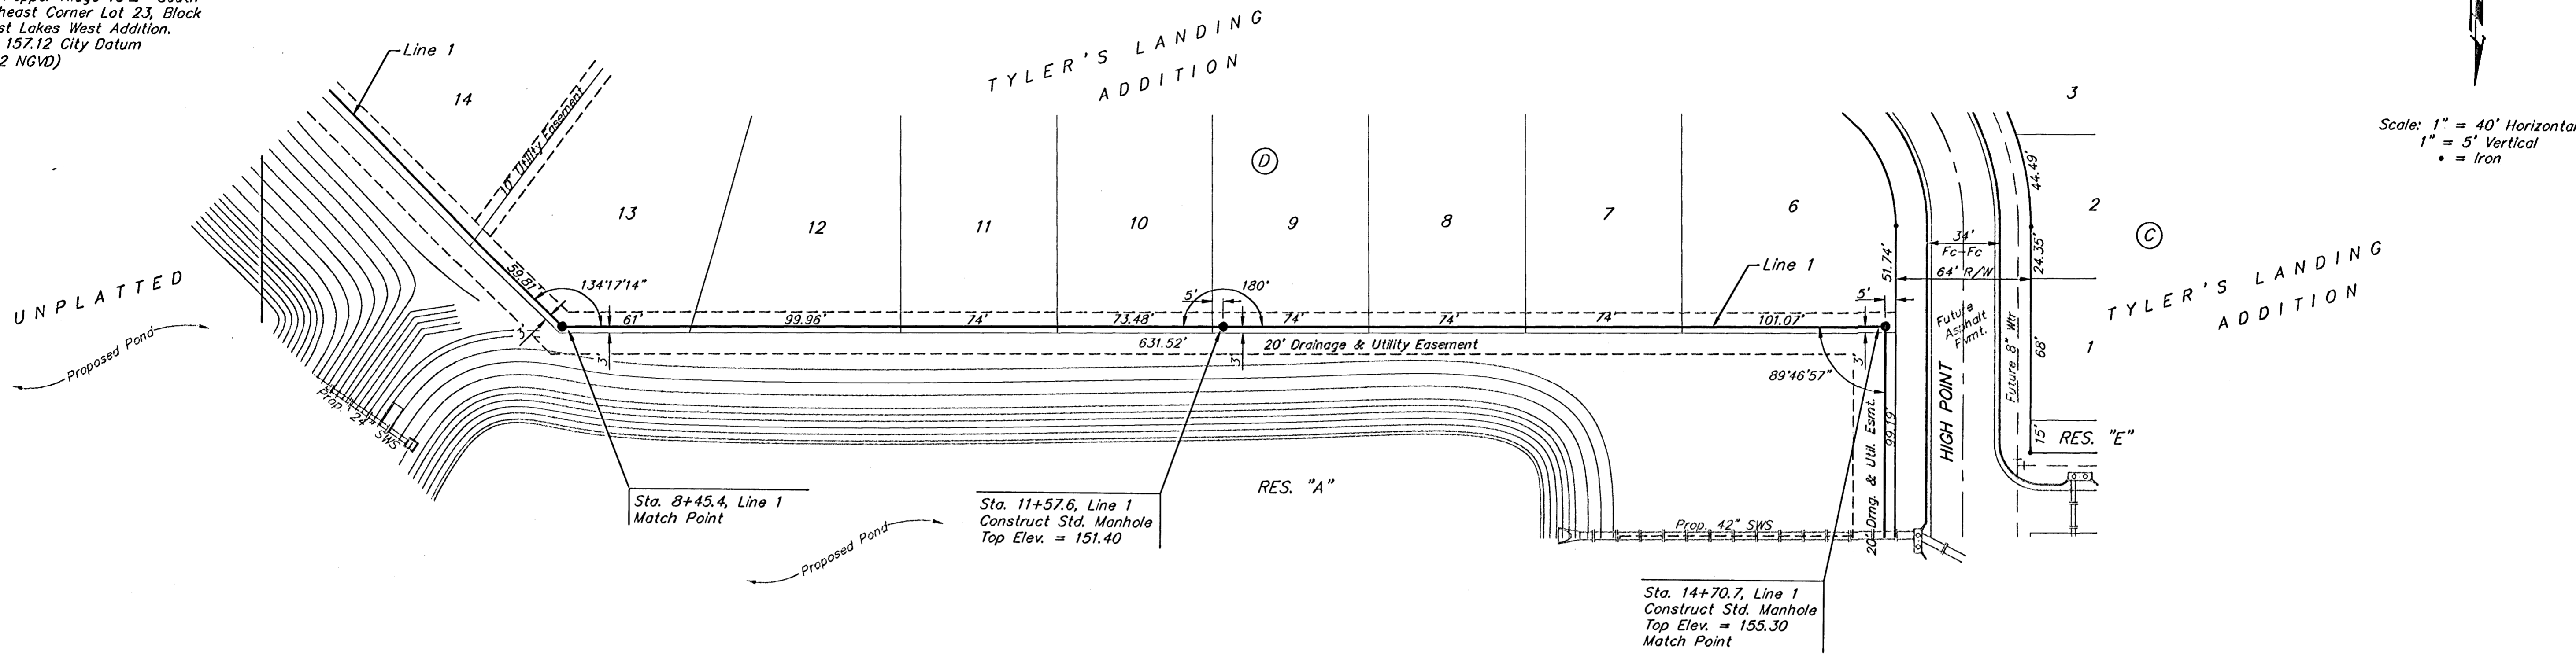 heast Corner Lot 23, Block
st Lakes West Addition.
157.12 City Datum
2 NGVD)
Line 1
14
10' Utility Easement
TYLER'S LANDING
ADDITION
3
Scale: 1" = 40' Horizontal
1" = 5' Vertical
• = Iron
D
13
12
11
10
9
8
7
6
44.49'
2
C
34'
Fc-Fc
64' R/W
24.35'
51.74'
TYLER'S LANDING
ADDITION
UNPLATTED
Proposed Pond
59.81'
134°17'14"
5'
180°
Line 1
5'
61'
99.96'
74'
73.48'
74'
74'
74'
101.07'
3'
3'
631.52'
3'
20' Drainage & Utility Easement
3'
89°46'57"
Future
Asphalt
Pvmt.
Future 8" Wtr
68'
1
HIGH POINT
20' Drng. & Util. Esmt.
99.19'
15'
RES. "E"
Prop. 24" SWS
RES. "A"
Sta. 8+45.4, Line 1
Match Point
Sta. 11+57.6, Line 1
Construct Std. Manhole
Top Elev. = 151.40
Proposed Pond
Prop. 42" SWS
Sta. 14+70.7, Line 1
Construct Std. Manhole
Top Elev. = 155.30
Match Point